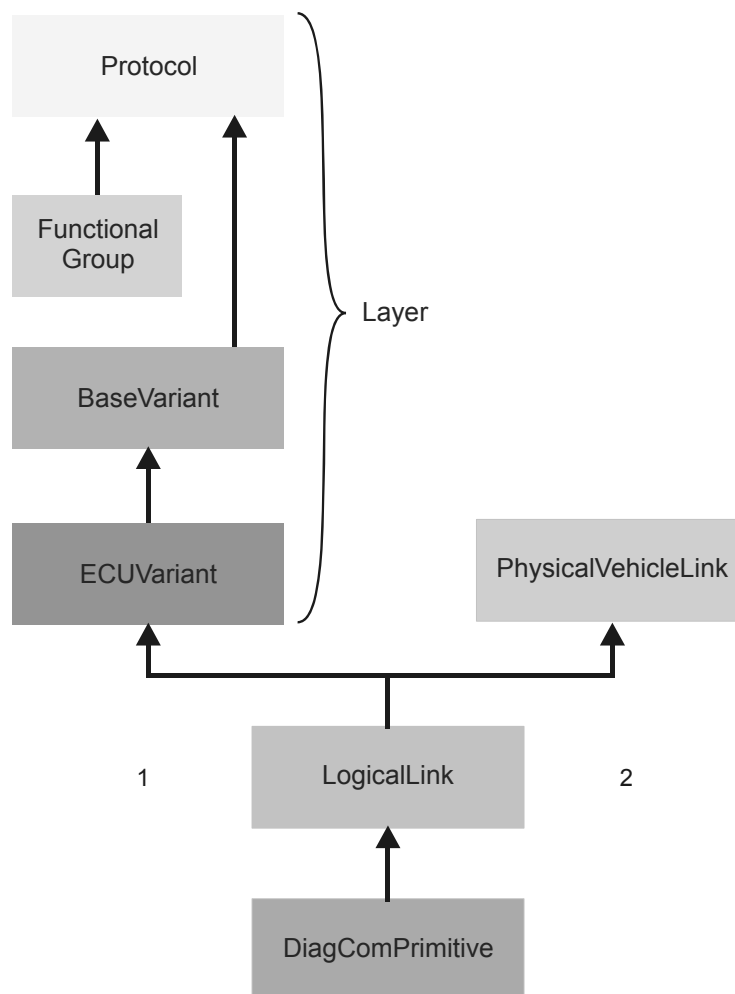 Protocol
Functional
Group
Layer
BaseVariant
ECUVariant
PhysicalVehicleLink
1
LogicalLink
2
DiagComPrimitive